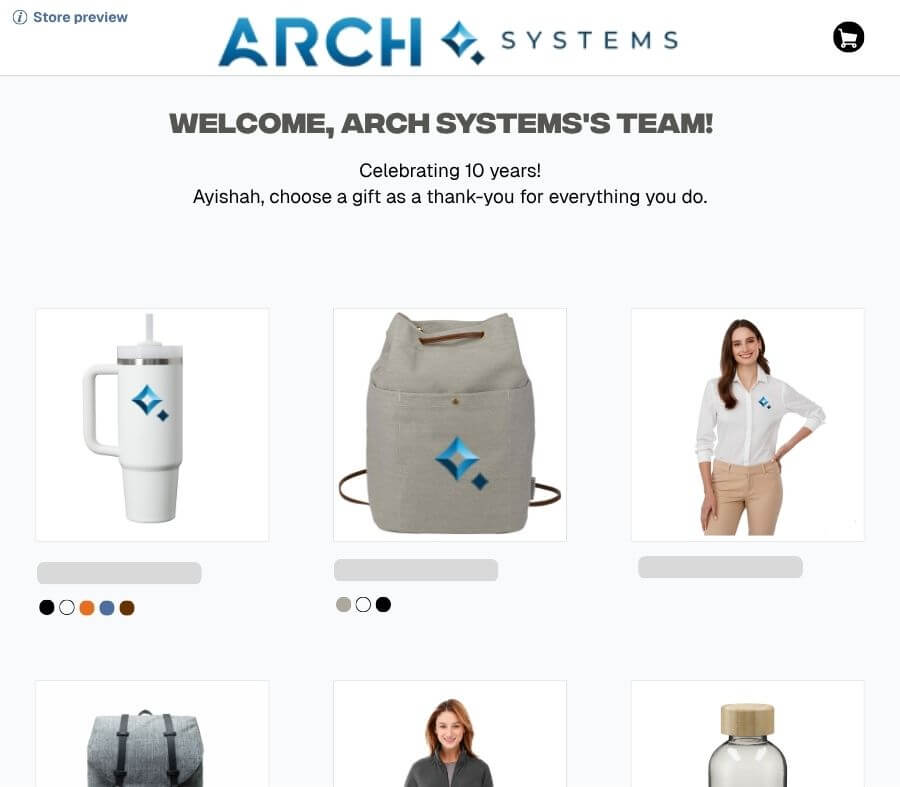 Store preview
ARCH SYSTEMS
WELCOME, ARCH SYSTEMS'S TEAM!
Celebrating 10 years!
Ayishah, choose a gift as a thank-you for everything you do.